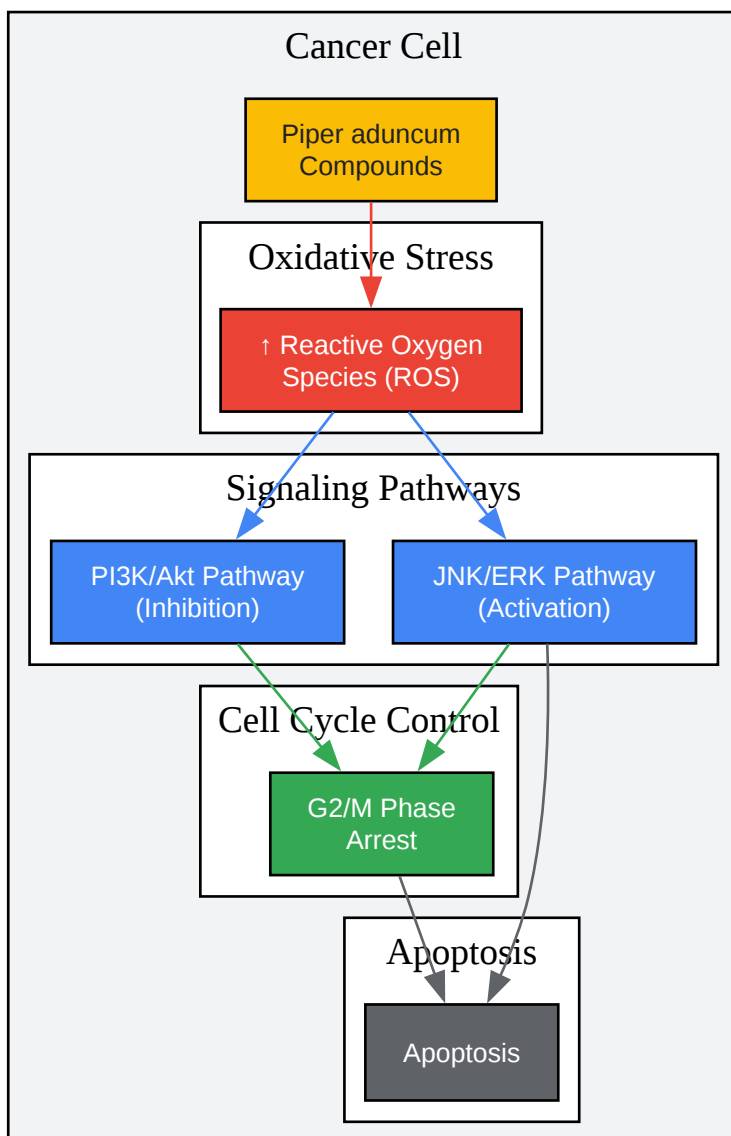 Cancer Cell
Piper aduncum
Compounds
Oxidative Stress
↑ Reactive Oxygen
Species (ROS)
Signaling Pathways
PI3K/Akt Pathway
(Inhibition)
JNK/ERK Pathway
(Activation)
Cell Cycle Control
G2/M Phase
Arrest
Apoptosis
Apoptosis